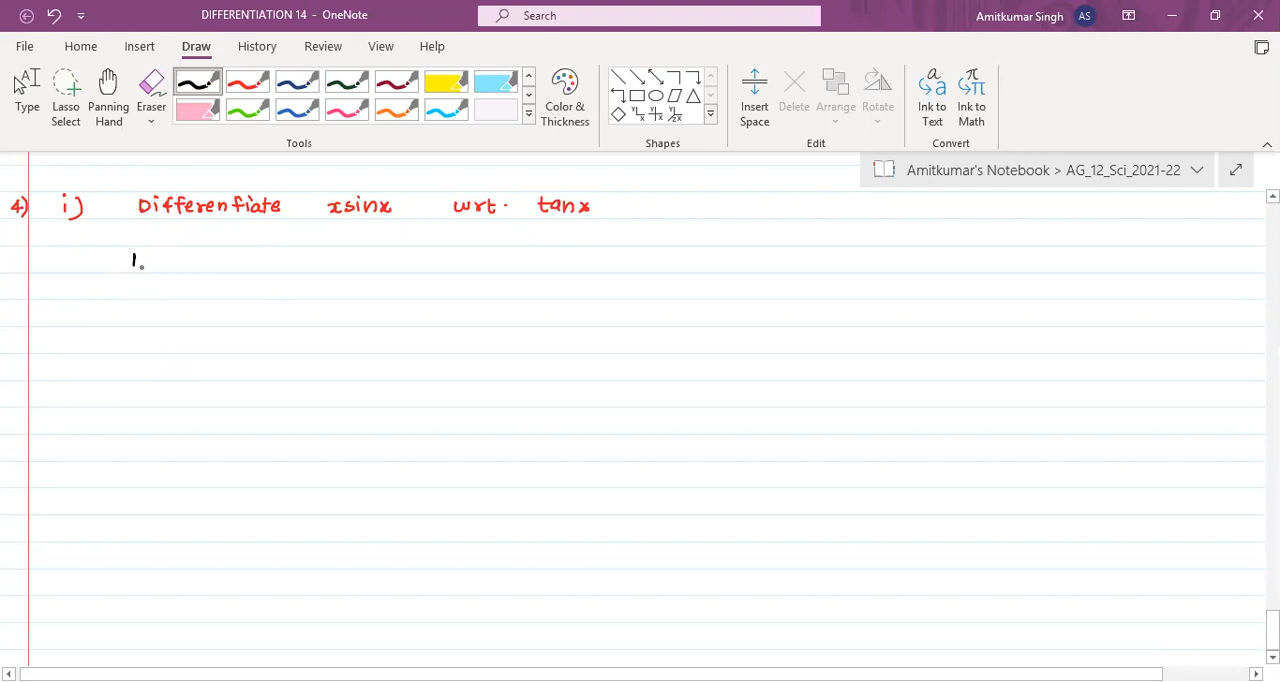 DIFFERENTIATION 14 - OneNote
Search
Amitkumar Singh AS
File Home Insert Draw History Review View Help
Type Lasso Select Panning Hand Eraser Color & Thickness Insert Space Delete Arrange Rotate Ink to Text Ink to Math
Tools Shapes Edit Convert
Amitkumar's Notebook > AG_12_Sci_2021-22
4) i) Differentiate xsinx wrt. tanx